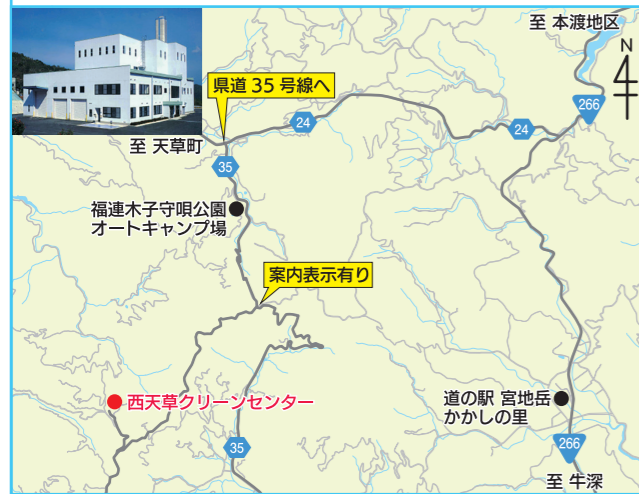 至 本渡地区
N
266
県道 35 号線へ
24
24
至 天草町
35
福連木子守唄公園
オートキャンプ場
案内表示有り
西天草クリーンセンター
道の駅 宮地岳
かかしの里
35
266
至 牛深